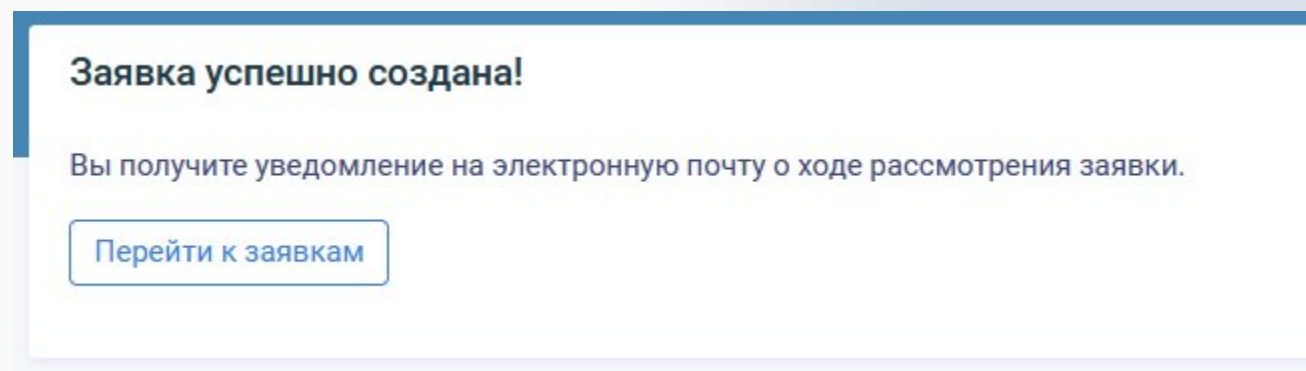 Заявка успешно создана!
Вы получите уведомление на электронную почту о ходе рассмотрения заявки.
Перейти к заявкам